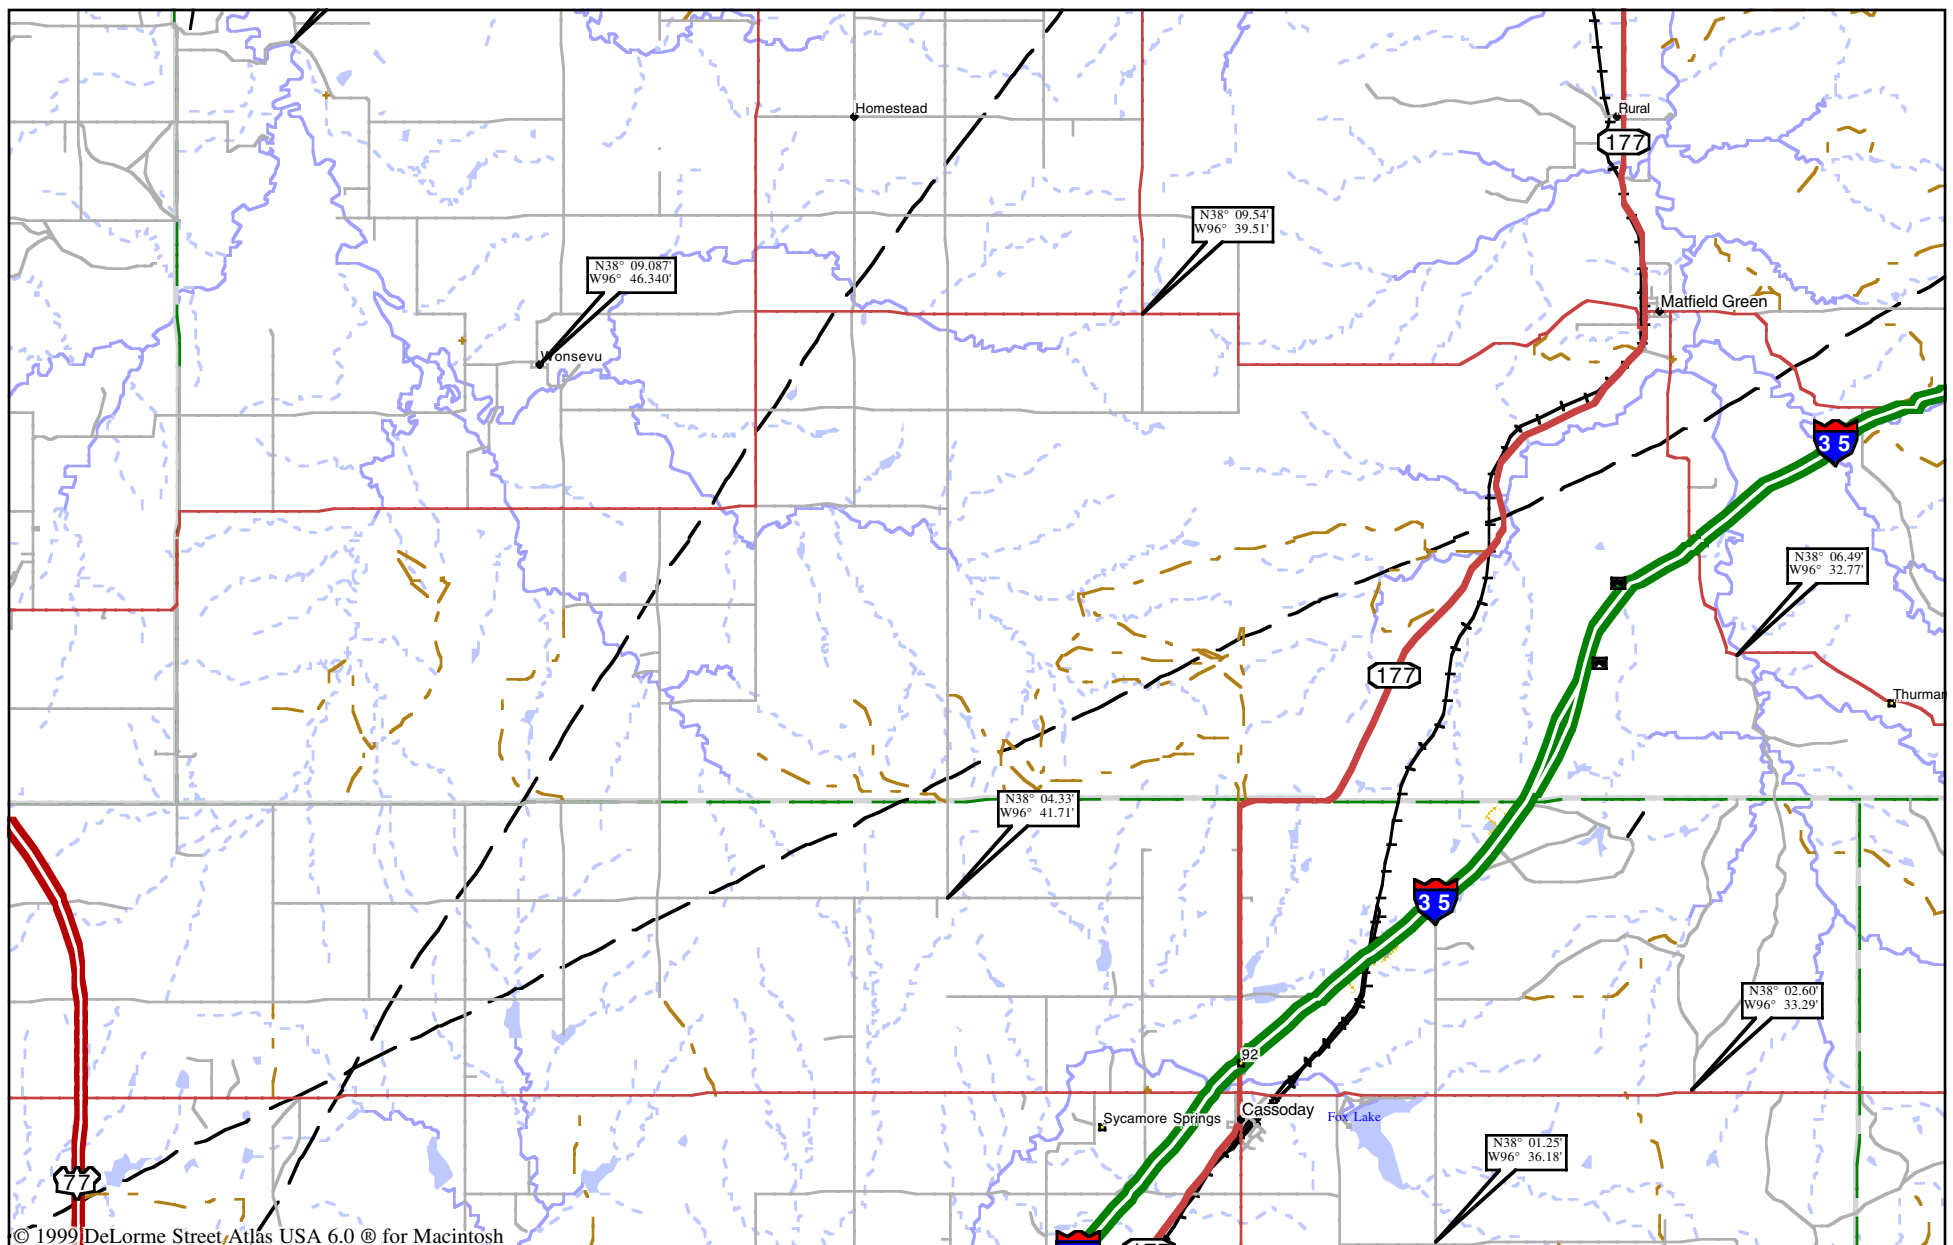 Homestead
Rural
177
N38° 09.54'
W96° 39.51'
N38° 09.087'
W96° 46.340'
Matfield Green
Wonsevu
35
N38° 06.49'
W96° 32.77'
177
Thurman
N38° 04.33'
W96° 41.71'
35
N38° 02.60'
W96° 33.29'
92
Cassoday
Sycamore Springs
Fox Lake
N38° 01.25'
W96° 36.18'
77
© 1999 DeLorme Street Atlas USA 6.0 ® for Macintosh